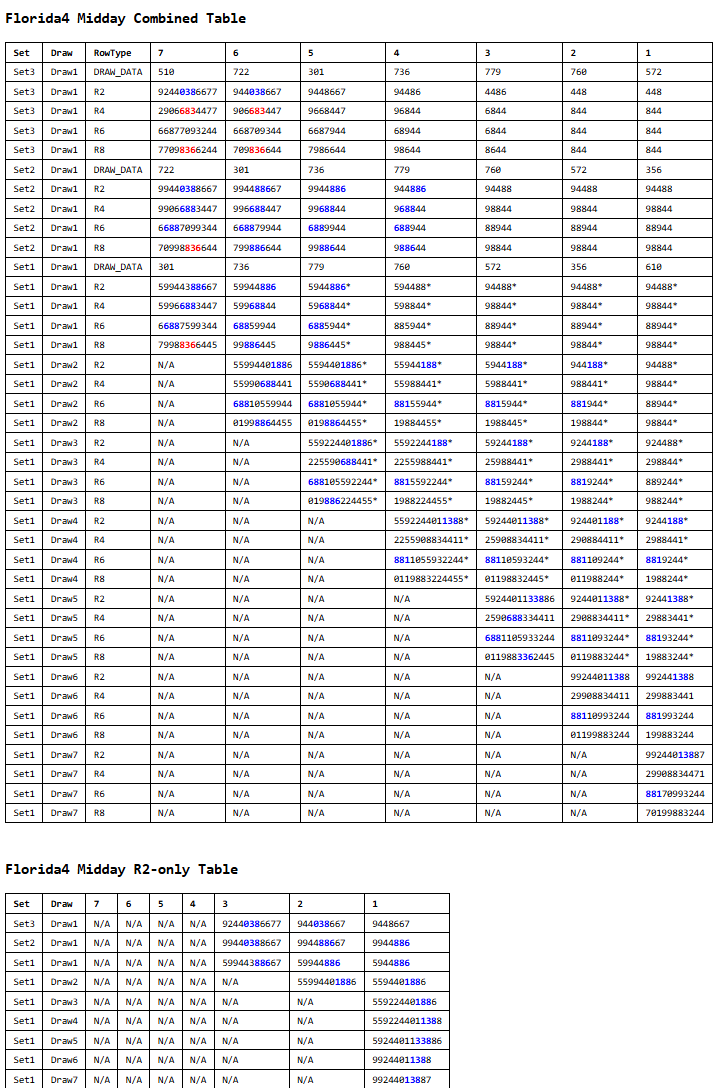 Florida4 Midday Combined Table
Set Draw RowType 7 6 5 4 3 2 1
Set3 Draw1 DRAW_DATA 510 722 301 736 779 760 572
Set3 Draw1 R2 92440386677 944038667 9448667 94486 4486 448 448
Set3 Draw1 R4 29066834477 906683447 9668447 96844 6844 844 844
Set3 Draw1 R6 66877093244 668709344 6687944 68944 6844 844 844
Set3 Draw1 R8 77098366244 709836644 7986644 98644 8644 844 844
Set2 Draw1 DRAW_DATA 722 301 736 779 760 572 356
Set2 Draw1 R2 99440388667 994488667 9944886 944886 94488 94488 94488
Set2 Draw1 R4 99066883447 996688447 9968844 968844 98844 98844 98844
Set2 Draw1 R6 66887099344 668879944 6889944 688944 88944 88944 88944
Set2 Draw1 R8 70998836644 799886644 9988644 988644 98844 98844 98844
Set1 Draw1 DRAW_DATA 301 736 779 760 572 356 610
Set1 Draw1 R2 59944388667 59944886 5944886* 594488* 94488* 94488* 94488*
Set1 Draw1 R4 59966883447 59968844 5968844* 598844* 98844* 98844* 98844*
Set1 Draw1 R6 66887599344 68859944 6885944* 885944* 88944* 88944* 88944*
Set1 Draw1 R8 79988366445 99886445 9886445* 988445* 98844* 98844* 98844*
Set1 Draw2 R2 N/A 55994401886 5594401886* 55944188* 5944188* 944188* 94488*
Set1 Draw2 R4 N/A 55990688441 5590688441* 55988441* 5988441* 988441* 98844*
Set1 Draw2 R6 N/A 68810559944 6881055944* 88155944* 8815944* 881944* 88944*
Set1 Draw2 R8 N/A 01998864455 0198864455* 19884455* 1988445* 198844* 98844*
Set1 Draw3 R2 N/A N/A 559224401886* 5592244188* 59244188* 9244188* 924488*
Set1 Draw3 R4 N/A N/A 225590688441* 2255988441* 25988441* 2988441* 298844*
Set1 Draw3 R6 N/A N/A 688105592244* 8815592244* 88159244* 8819244* 889244*
Set1 Draw3 R8 N/A N/A 019886224455* 1988224455* 19882445* 1988244* 988244*
Set1 Draw4 R2 N/A N/A N/A 5592244011388* 59244011388* 924401188* 9244188*
Set1 Draw4 R4 N/A N/A N/A 2255908834411* 25908834411* 290884411* 2988441*
Set1 Draw4 R6 N/A N/A N/A 8811055932244* 88110593244* 881109244* 8819244*
Set1 Draw4 R8 N/A N/A N/A 0119883224455* 01198832445* 011988244* 1988244*
Set1 Draw5 R2 N/A N/A N/A N/A 5924401133886 9244011388* 92441388*
Set1 Draw5 R4 N/A N/A N/A N/A 2590688334411 2908834411* 29883441*
Set1 Draw5 R6 N/A N/A N/A N/A 6881105933244 8811093244* 88193244*
Set1 Draw5 R8 N/A N/A N/A N/A 0119883362445 0119883244* 19883244*
Set1 Draw6 R2 N/A N/A N/A N/A N/A 99244011388 992441388
Set1 Draw6 R4 N/A N/A N/A N/A N/A 29908834411 299883441
Set1 Draw6 R6 N/A N/A N/A N/A N/A 88110993244 881993244
Set1 Draw6 R8 N/A N/A N/A N/A N/A 01199883244 199883244
Set1 Draw7 R2 N/A N/A N/A N/A N/A N/A 99244013887
Set1 Draw7 R4 N/A N/A N/A N/A N/A N/A 29908834471
Set1 Draw7 R6 N/A N/A N/A N/A N/A N/A 88170993244
Set1 Draw7 R8 N/A N/A N/A N/A N/A N/A 70199883244
Florida4 Midday R2-only Table
Set Draw 7 6 5 4 3 2 1
Set3 Draw1 N/A N/A N/A N/A 92440386677 944038667 9448667
Set2 Draw1 N/A N/A N/A N/A 99440388667 994488667 9944886
Set1 Draw1 N/A N/A N/A N/A 59944388667 59944886 5944886
Set1 Draw2 N/A N/A N/A N/A N/A 55994401886 5594401886
Set1 Draw3 N/A N/A N/A N/A N/A N/A 559224401886
Set1 Draw4 N/A N/A N/A N/A N/A N/A 5592244011388
Set1 Draw5 N/A N/A N/A N/A N/A N/A 5924401133886
Set1 Draw6 N/A N/A N/A N/A N/A N/A 99244011388
Set1 Draw7 N/A N/A N/A N/A N/A N/A 99244013887